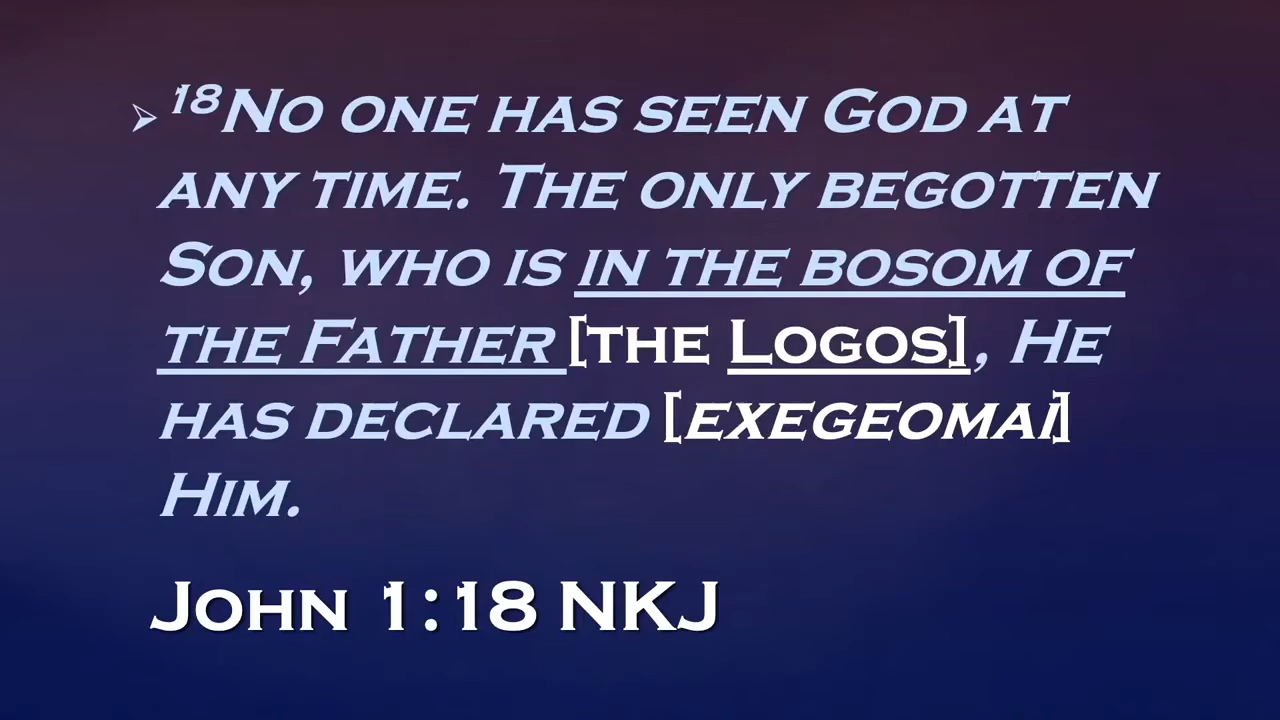 ➢ 18No one has seen God at
any time. The only begotten
Son, who is in the bosom of
the Father [the Logos], He
has declared [exegeomai]
Him.
John 1:18 NKJ